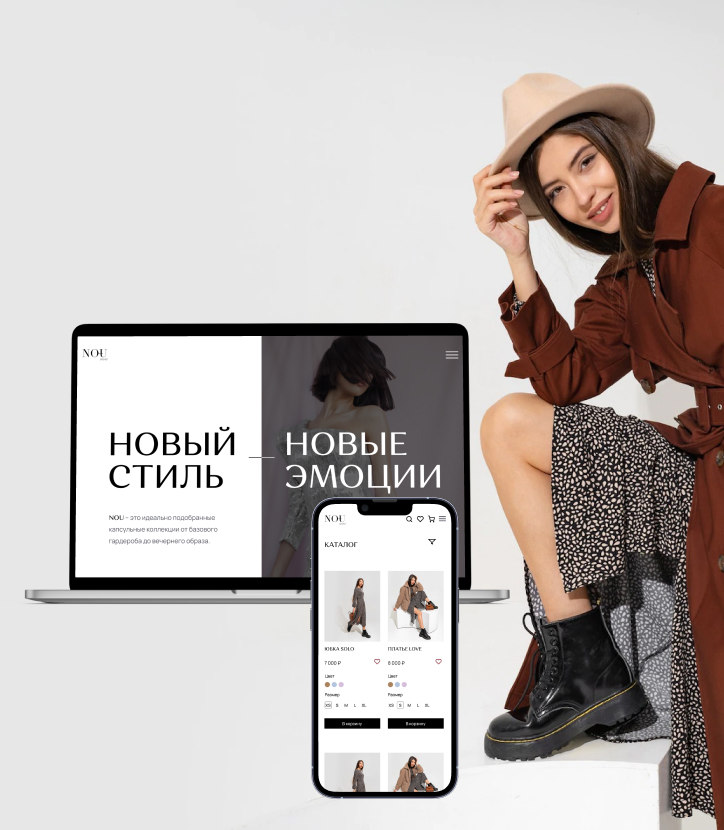 NOU
НОВЫЙ
СТИЛЬ
НОВЫЕ
ЭМОЦИИ
NOU – это идеально подобранные
капсульные коллекции от базового
гардероба до вечернего образа.
NOU
КАТАЛОГ
ЮБКА SOLO
7 000 ₽
Цвет
Размер
XS S M L XL
В корзину
ПЛАТЬЕ LOVE
8 000 ₽
Цвет
Размер
XS S M L XL
В корзину